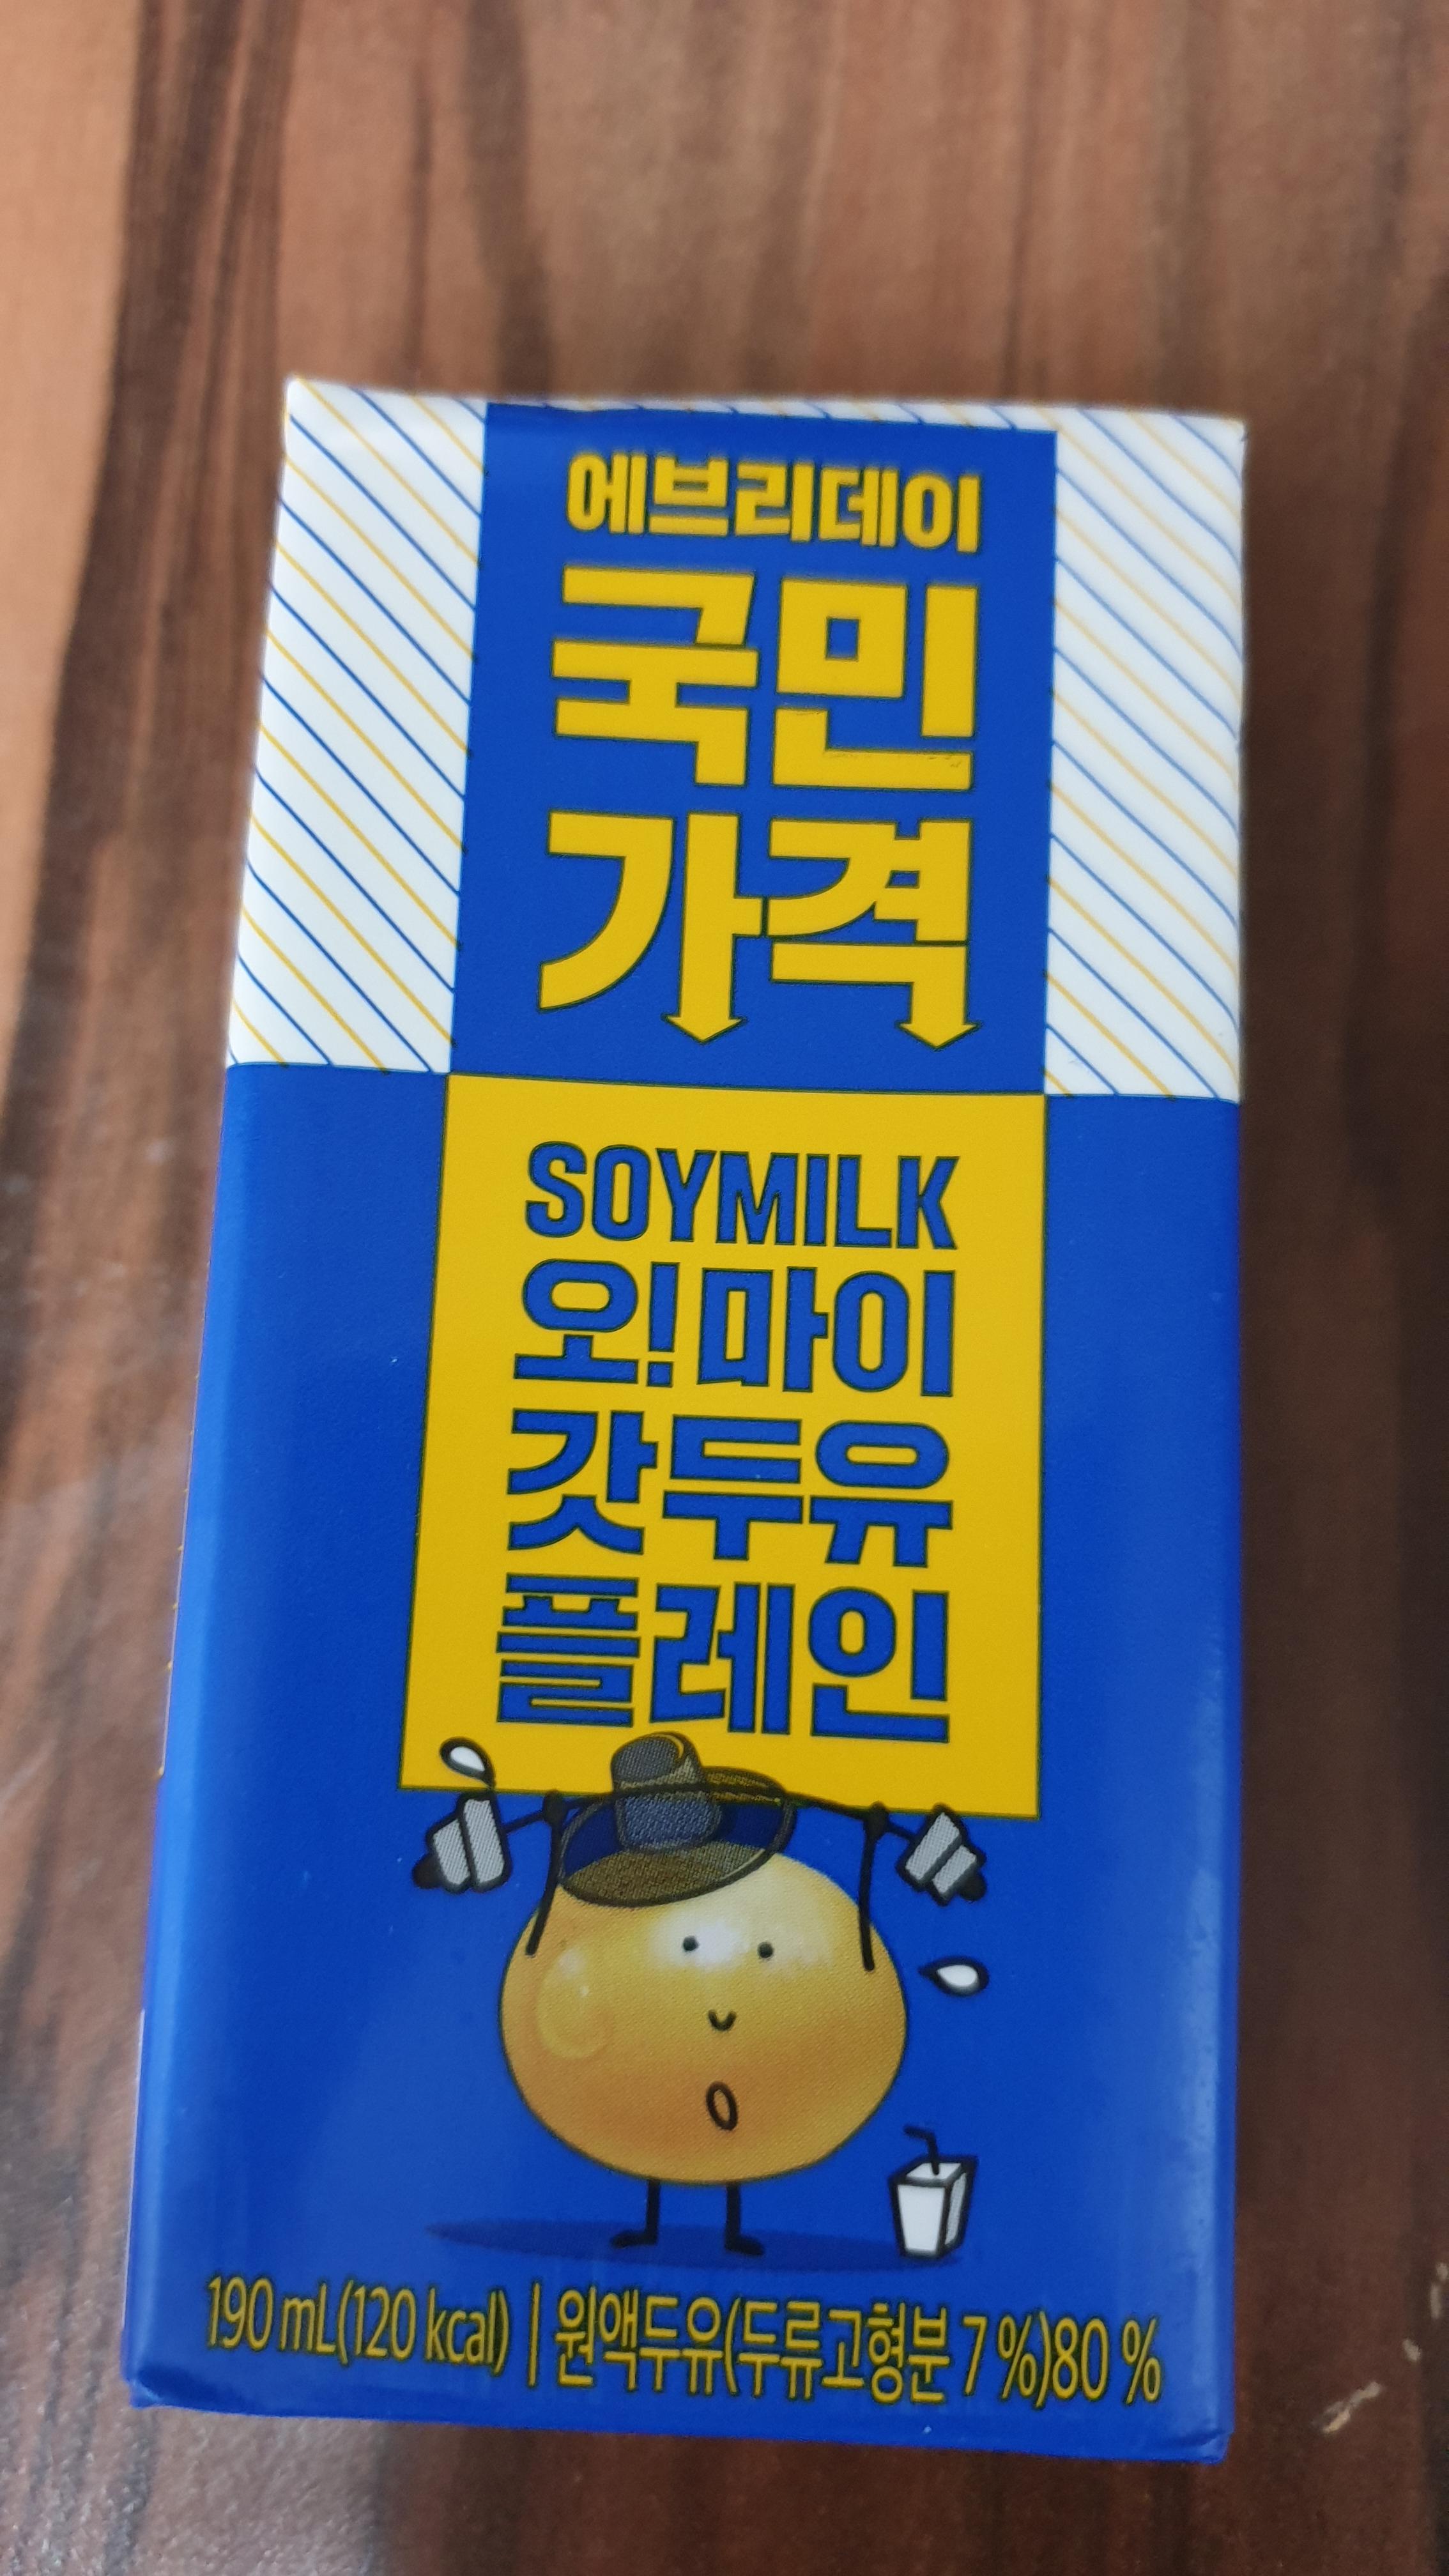 에브리데이
국민
가격
SOYMILK
오!마이
갓두유
플레인
190 mL(120 kcal) | 원액두유(두류고형분 7 %)80 %